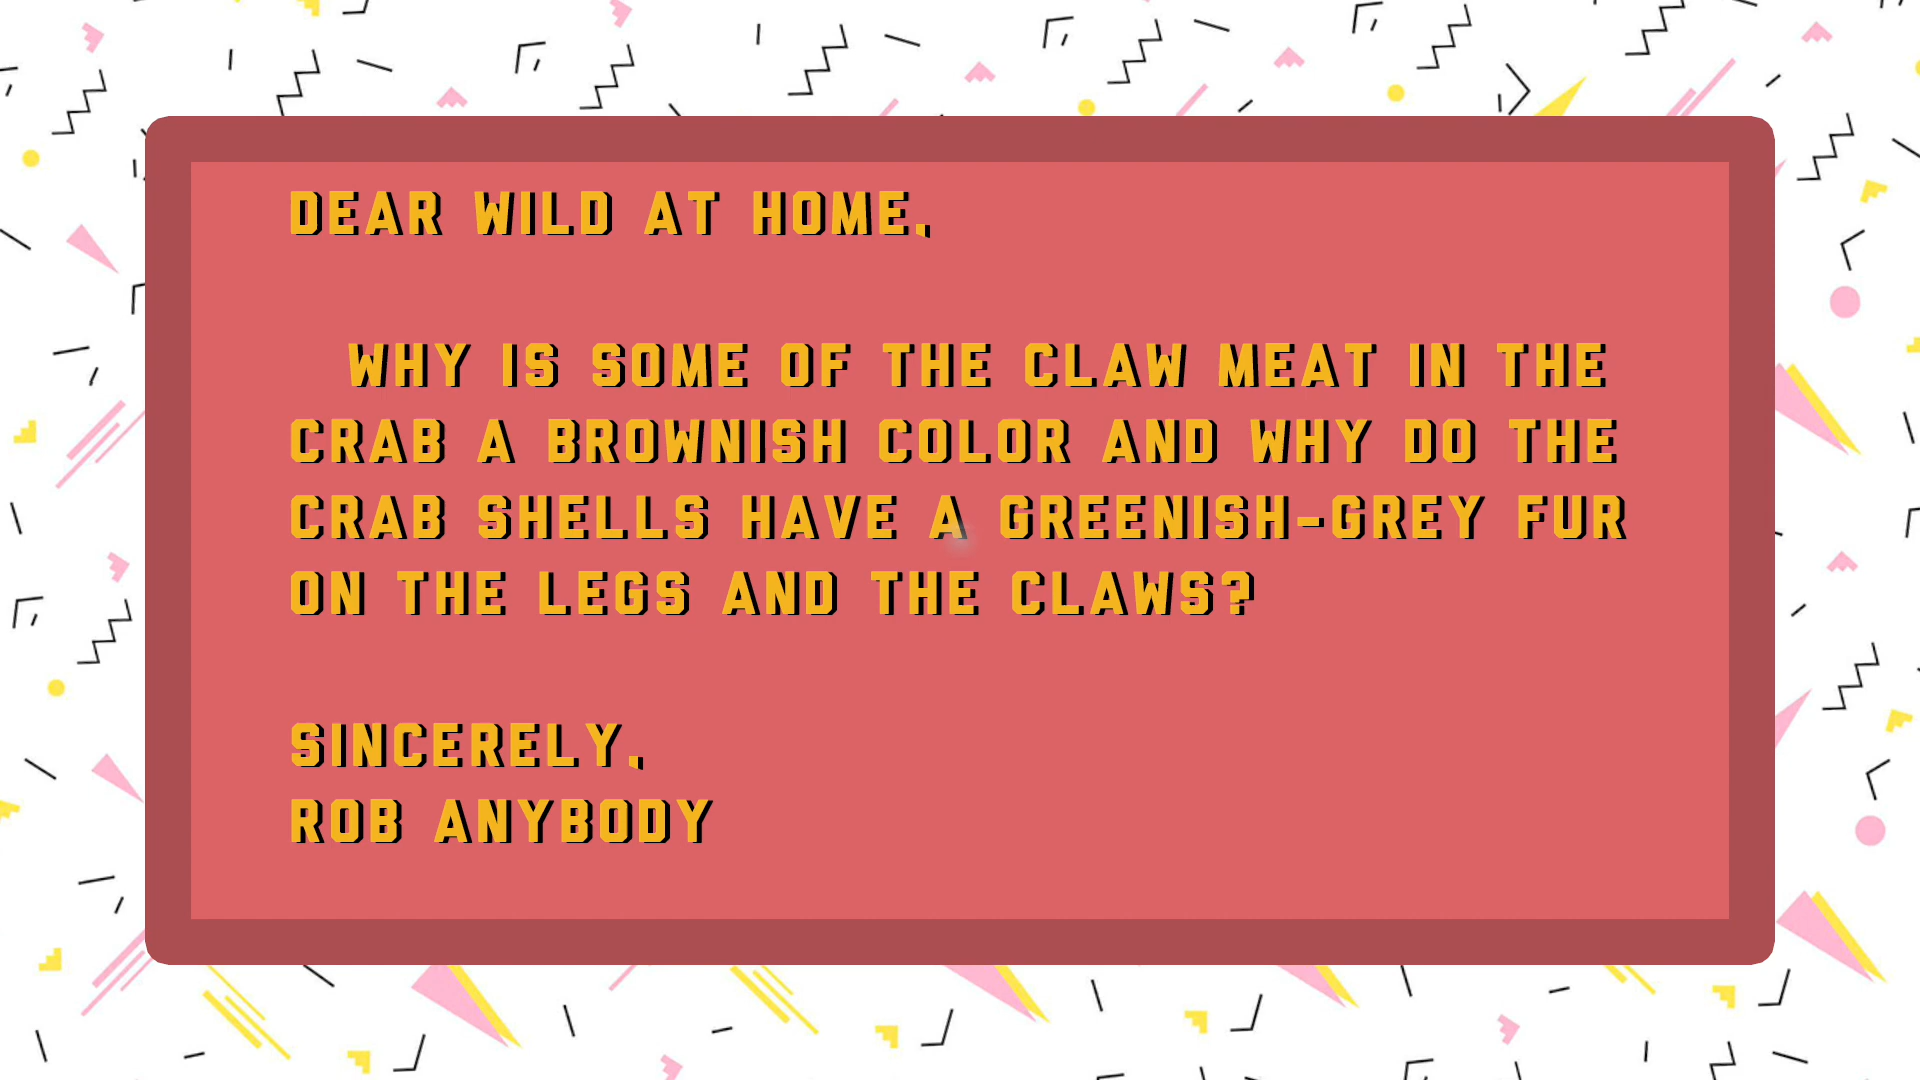 DEAR WILD AT HOME,
WHY IS SOME OF THE CLAW MEAT IN THE
CRAB A BROWNISH COLOR AND WHY DO THE
CRAB SHELLS HAVE A GREENISH-GREY FUR
ON THE LEGS AND THE CLAWS?
SINCERELY,
ROB ANYBODY